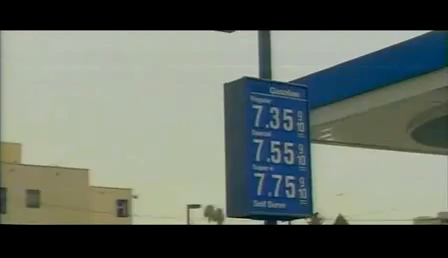 Gasoline
Regular
7.35 9/10
Special
7.55 9/10
Super+
7.75 9/10
Self Serve